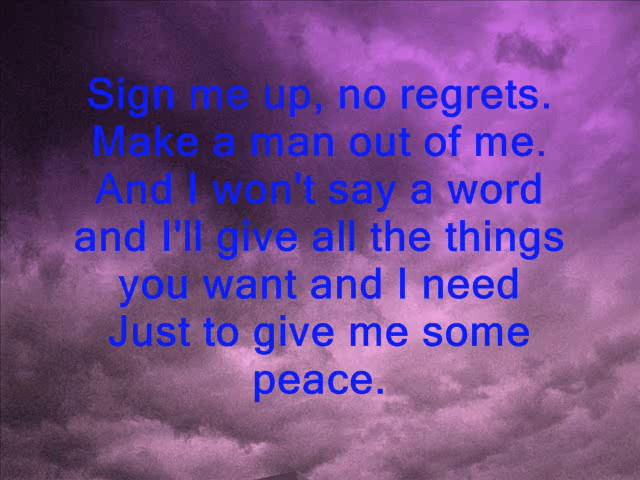 Sign me up, no regrets.
Make a man out of me.
And I won't say a word
and I'll give all the things
you want and I need
Just to give me some
peace.